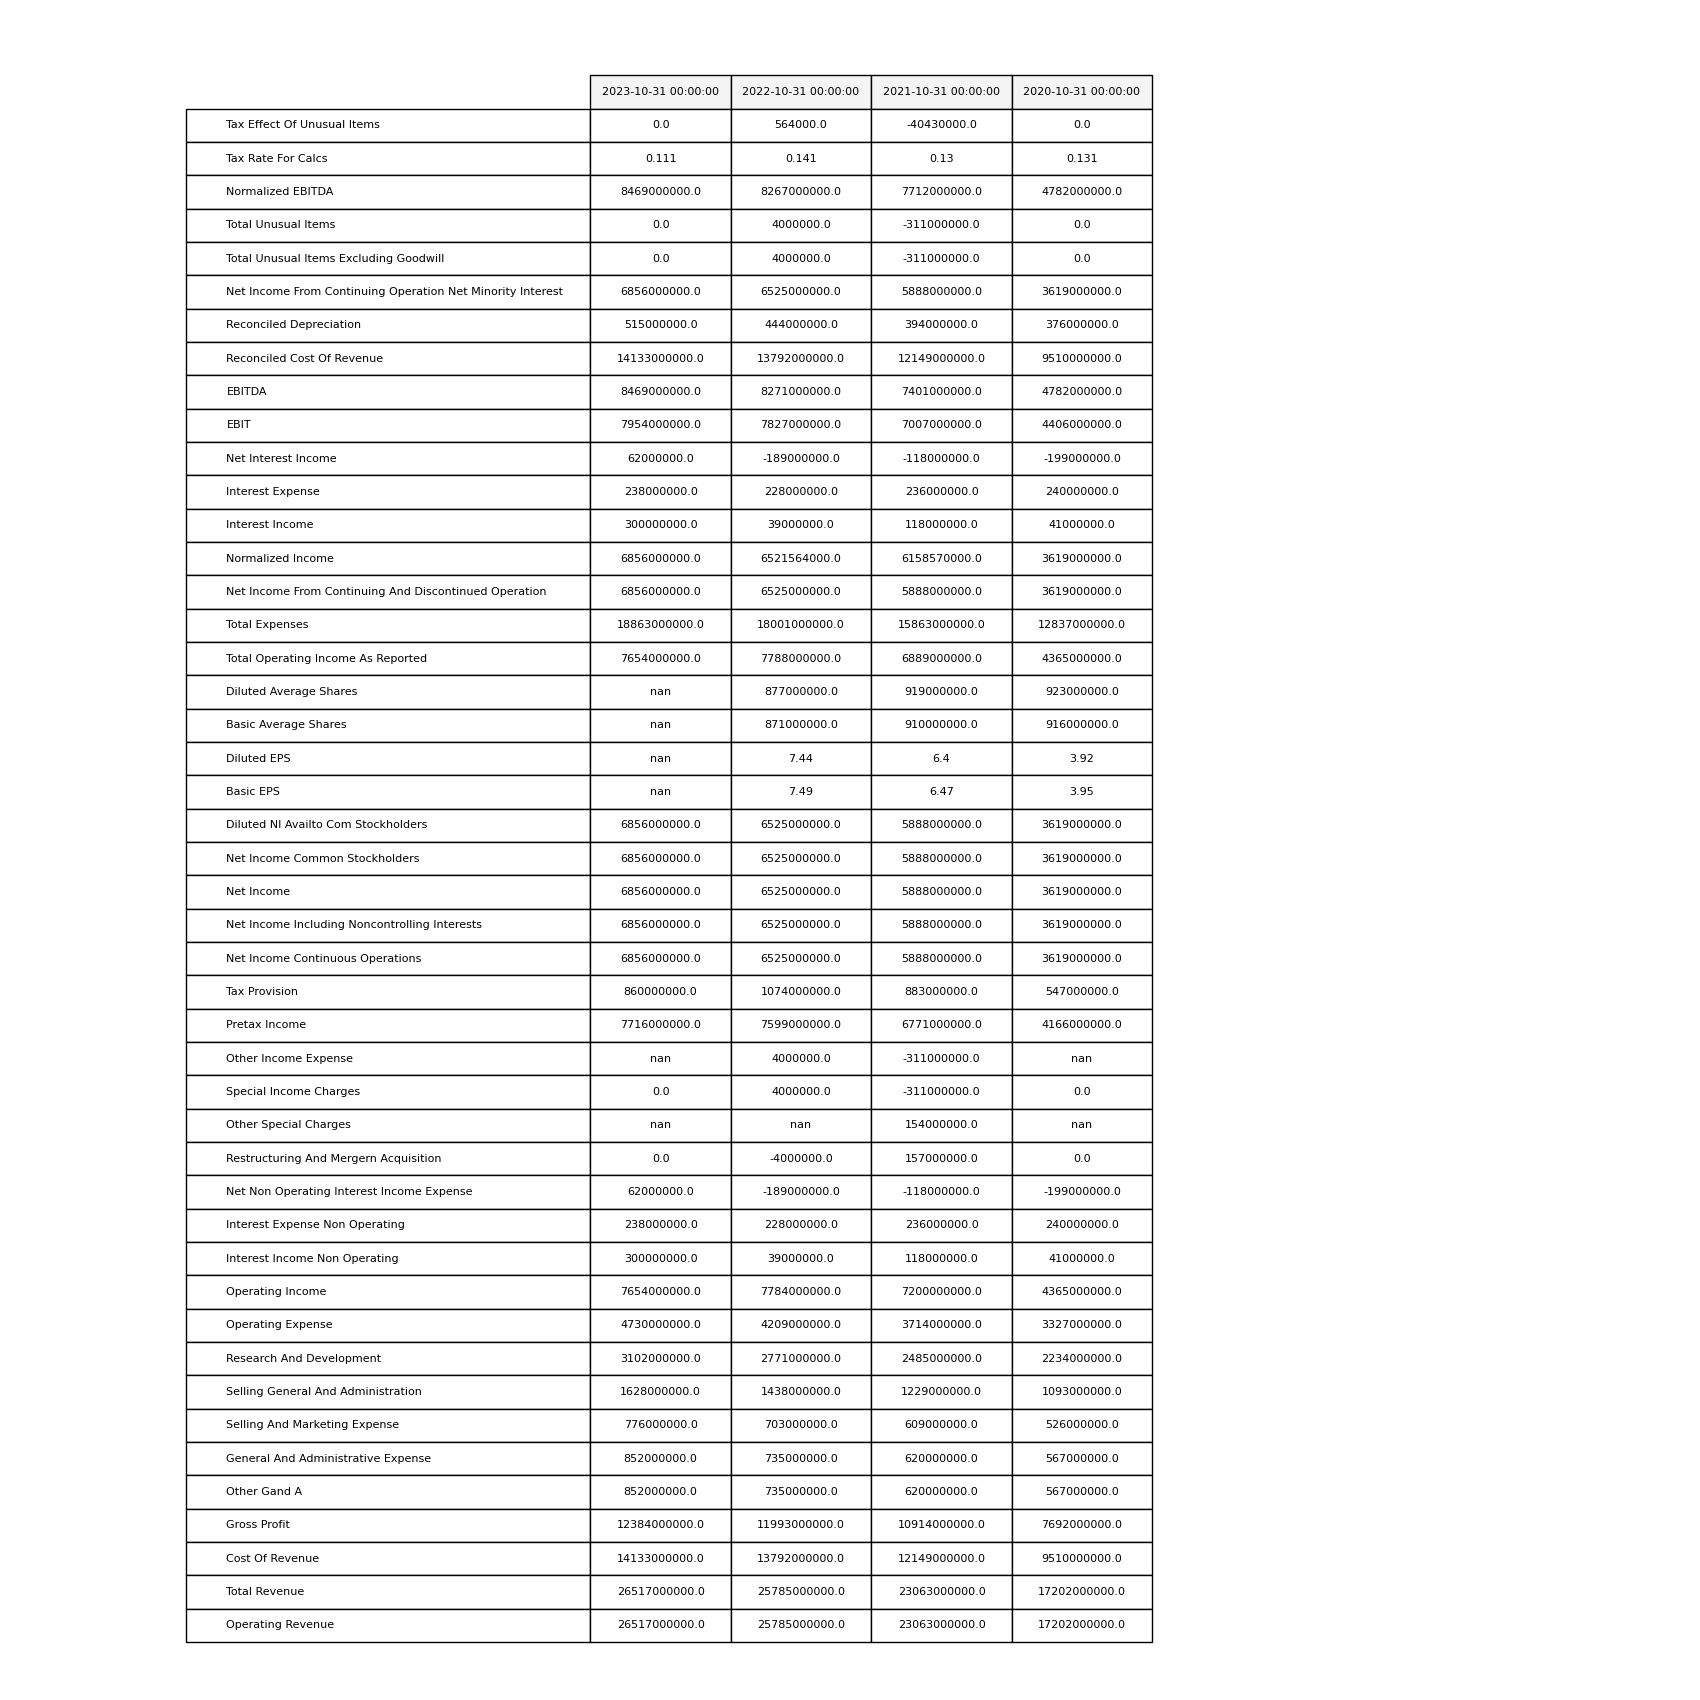 2023-10-31 00:00:00 2022-10-31 00:00:00 2021-10-31 00:00:00 2020-10-31 00:00:00
Tax Effect Of Unusual Items 0.0 564000.0 -40430000.0 0.0
Tax Rate For Calcs 0.111 0.141 0.13 0.131
Normalized EBITDA 8469000000.0 8267000000.0 7712000000.0 4782000000.0
Total Unusual Items 0.0 4000000.0 -311000000.0 0.0
Total Unusual Items Excluding Goodwill 0.0 4000000.0 -311000000.0 0.0
Net Income From Continuing Operation Net Minority Interest 6856000000.0 6525000000.0 5888000000.0 3619000000.0
Reconciled Depreciation 515000000.0 444000000.0 394000000.0 376000000.0
Reconciled Cost Of Revenue 14133000000.0 13792000000.0 12149000000.0 9510000000.0
EBITDA 8469000000.0 8271000000.0 7401000000.0 4782000000.0
EBIT 7954000000.0 7827000000.0 7007000000.0 4406000000.0
Net Interest Income 62000000.0 -189000000.0 -118000000.0 -199000000.0
Interest Expense 238000000.0 228000000.0 236000000.0 240000000.0
Interest Income 300000000.0 39000000.0 118000000.0 41000000.0
Normalized Income 6856000000.0 6521564000.0 6158570000.0 3619000000.0
Net Income From Continuing And Discontinued Operation 6856000000.0 6525000000.0 5888000000.0 3619000000.0
Total Expenses 18863000000.0 18001000000.0 15863000000.0 12837000000.0
Total Operating Income As Reported 7654000000.0 7788000000.0 6889000000.0 4365000000.0
Diluted Average Shares nan 877000000.0 919000000.0 923000000.0
Basic Average Shares nan 871000000.0 910000000.0 916000000.0
Diluted EPS nan 7.44 6.4 3.92
Basic EPS nan 7.49 6.47 3.95
Diluted NI Availto Com Stockholders 6856000000.0 6525000000.0 5888000000.0 3619000000.0
Net Income Common Stockholders 6856000000.0 6525000000.0 5888000000.0 3619000000.0
Net Income 6856000000.0 6525000000.0 5888000000.0 3619000000.0
Net Income Including Noncontrolling Interests 6856000000.0 6525000000.0 5888000000.0 3619000000.0
Net Income Continuous Operations 6856000000.0 6525000000.0 5888000000.0 3619000000.0
Tax Provision 860000000.0 1074000000.0 883000000.0 547000000.0
Pretax Income 7716000000.0 7599000000.0 6771000000.0 4166000000.0
Other Income Expense nan 4000000.0 -311000000.0 nan
Special Income Charges 0.0 4000000.0 -311000000.0 0.0
Other Special Charges nan nan 154000000.0 nan
Restructuring And Mergern Acquisition 0.0 -4000000.0 157000000.0 0.0
Net Non Operating Interest Income Expense 62000000.0 -189000000.0 -118000000.0 -199000000.0
Interest Expense Non Operating 238000000.0 228000000.0 236000000.0 240000000.0
Interest Income Non Operating 300000000.0 39000000.0 118000000.0 41000000.0
Operating Income 7654000000.0 7784000000.0 7200000000.0 4365000000.0
Operating Expense 4730000000.0 4209000000.0 3714000000.0 3327000000.0
Research And Development 3102000000.0 2771000000.0 2485000000.0 2234000000.0
Selling General And Administration 1628000000.0 1438000000.0 1229000000.0 1093000000.0
Selling And Marketing Expense 776000000.0 703000000.0 609000000.0 526000000.0
General And Administrative Expense 852000000.0 735000000.0 620000000.0 567000000.0
Other Gand A 852000000.0 735000000.0 620000000.0 567000000.0
Gross Profit 12384000000.0 11993000000.0 10914000000.0 7692000000.0
Cost Of Revenue 14133000000.0 13792000000.0 12149000000.0 9510000000.0
Total Revenue 26517000000.0 25785000000.0 23063000000.0 17202000000.0
Operating Revenue 26517000000.0 25785000000.0 23063000000.0 17202000000.0